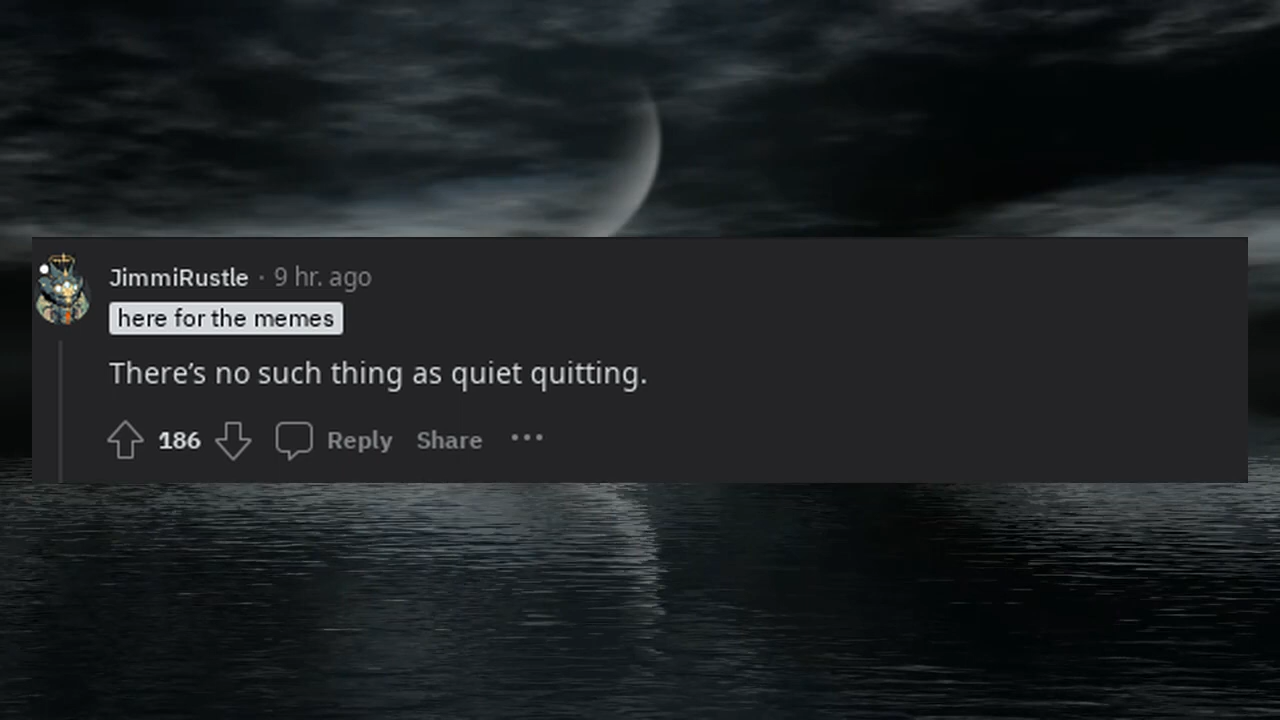 JimmiRustle · 9 hr. ago
here for the memes
There’s no such thing as quiet quitting.
186 Reply Share •••